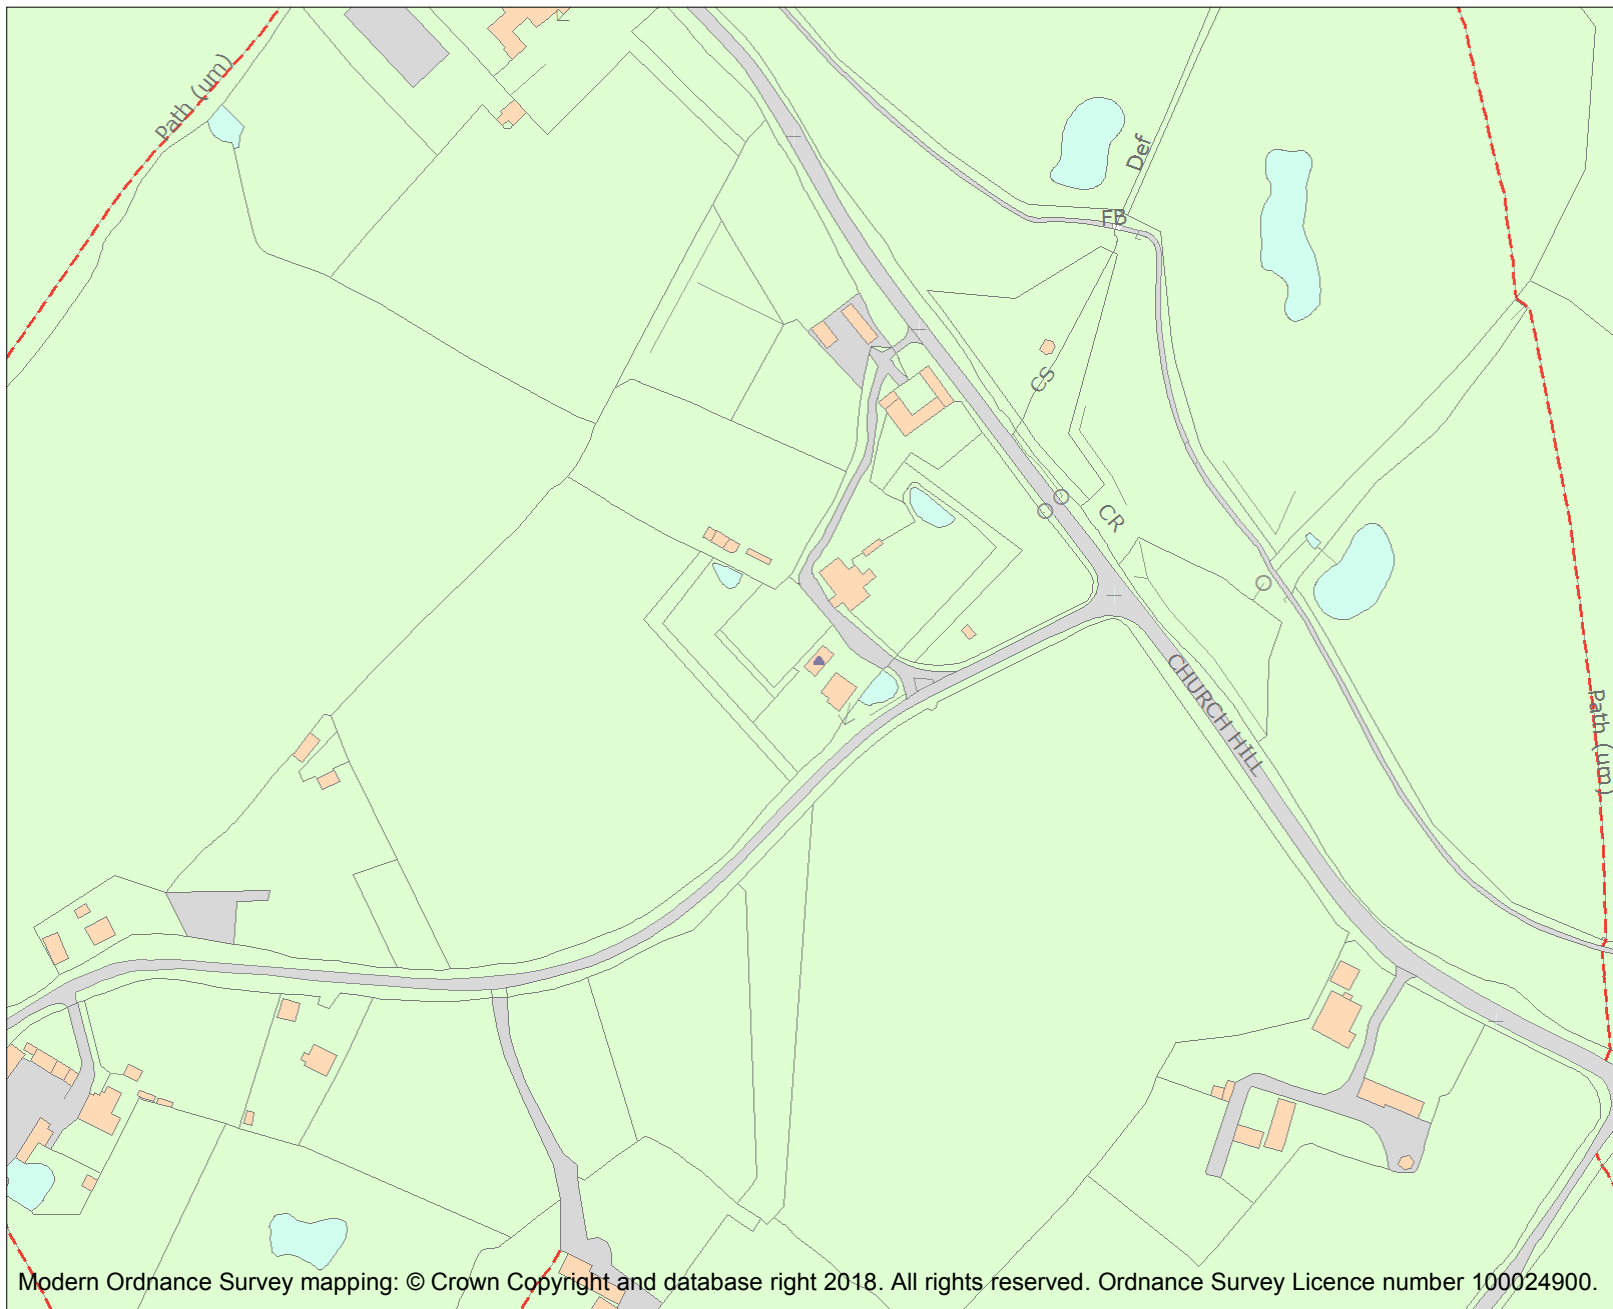 Path (um)
Def
FB
CS
CR
CHURCH HILL
Path (um)
Modern Ordnance Survey mapping: © Crown Copyright and database right 2018. All rights reserved. Ordnance Survey Licence number 100024900.